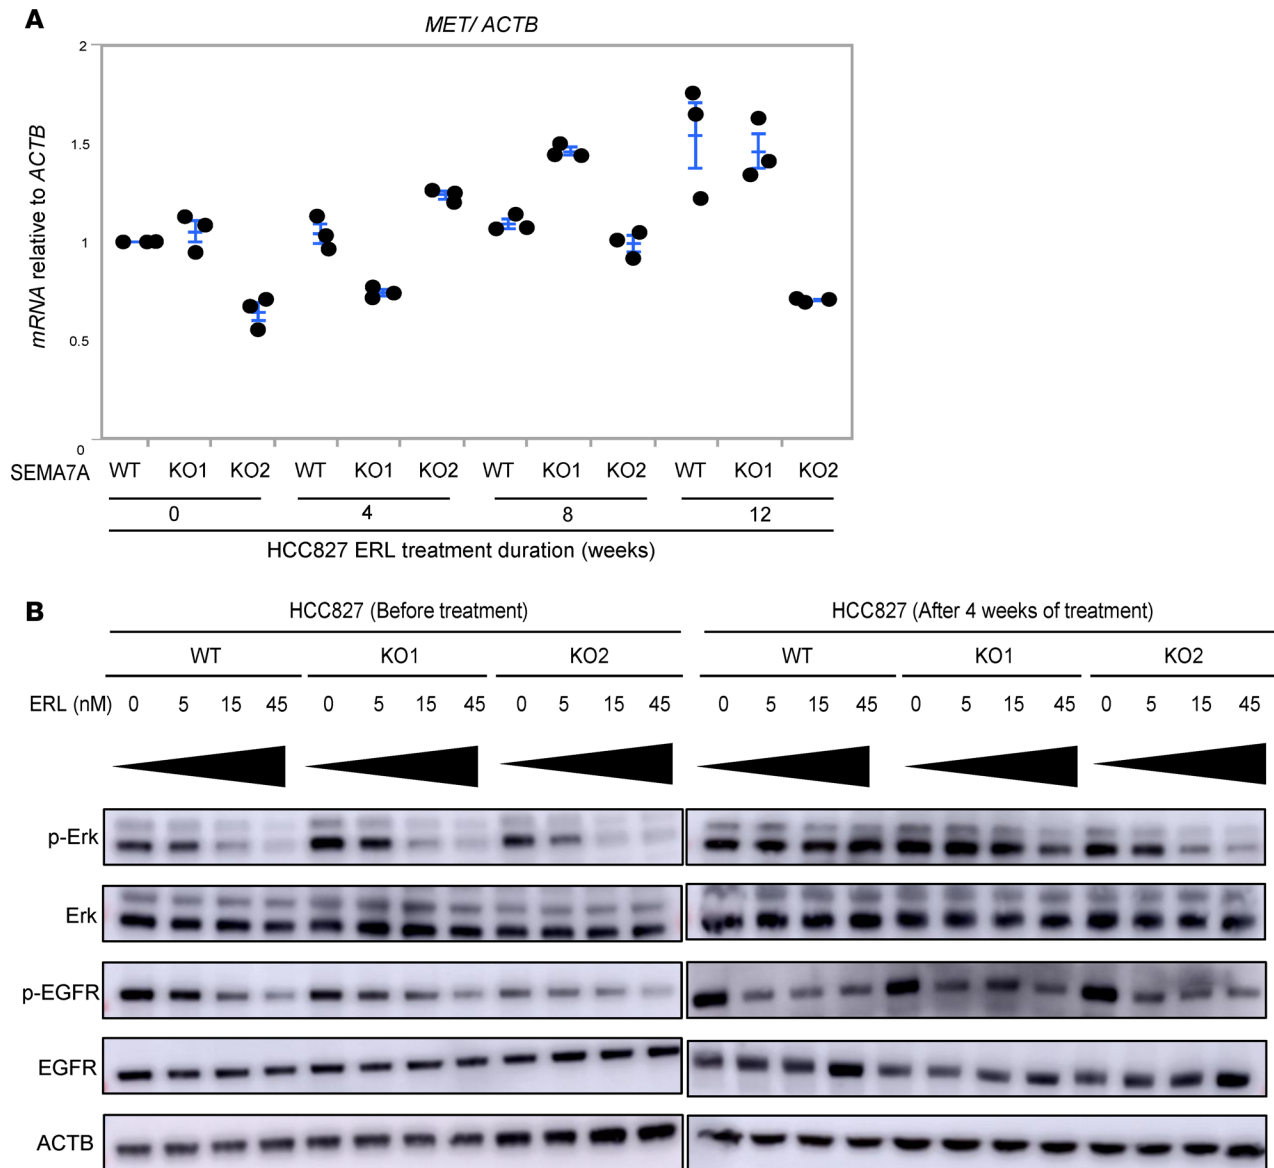 A
MET/ ACTB
mRNA relative to ACTB
2
1.5
1
0.5
0
SEMA7A WT KO1 KO2 WT KO1 KO2 WT KO1 KO2 WT KO1 KO2
0 4 8 12
HCC827 ERL treatment duration (weeks)
B
HCC827 (Before treatment) HCC827 (After 4 weeks of treatment)
WT KO1 KO2 WT KO1 KO2
ERL (nM) 0 5 15 45 0 5 15 45 0 5 15 45 0 5 15 45 0 5 15 45 0 5 15 45
p-Erk
Erk
p-EGFR
EGFR
ACTB